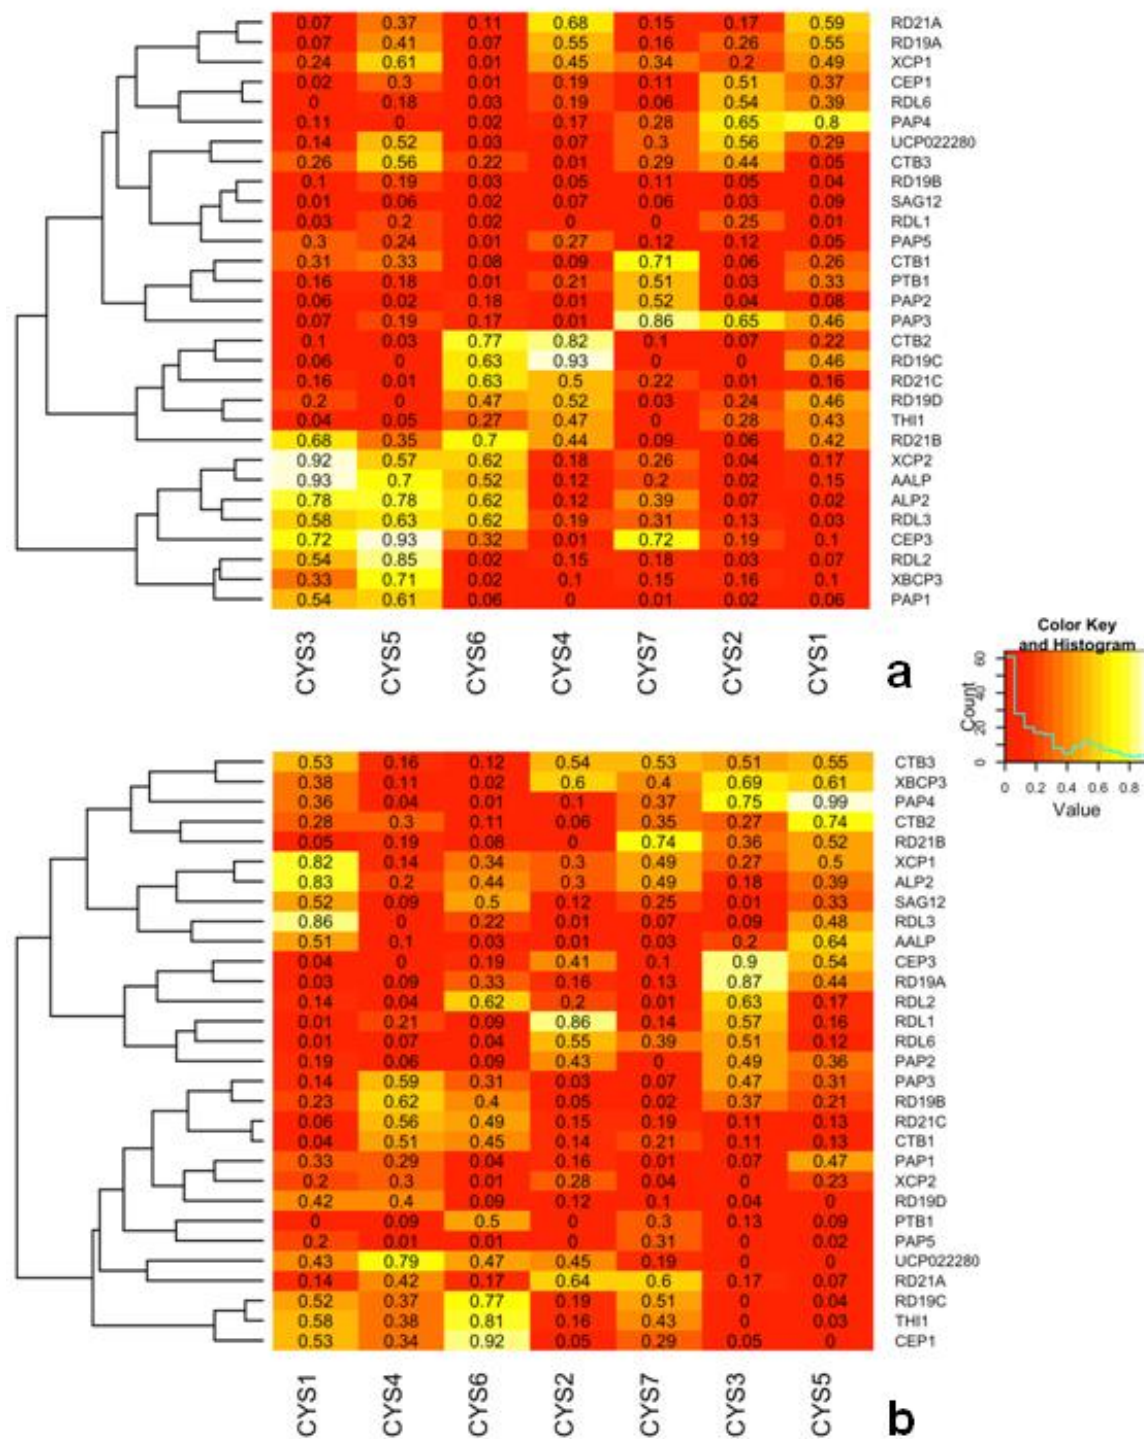 0.07 0.37 0.11 0.68 0.15 0.17 0.59 RD21A
0.07 0.41 0.07 0.55 0.16 0.26 0.55 RD19A
0.24 0.61 0.01 0.45 0.34 0.2 0.49 XCP1
0.02 0.3 0.01 0.19 0.11 0.51 0.37 CEP1
0 0.18 0.03 0.19 0.06 0.54 0.39 RDL6
0.11 0 0.02 0.17 0.28 0.65 0.8 PAP4
0.14 0.52 0.03 0.07 0.3 0.56 0.29 UCP022280
0.26 0.56 0.22 0.01 0.29 0.44 0.05 CTB3
0.1 0.19 0.03 0.05 0.11 0.05 0.04 RD19B
0.01 0.06 0.02 0.07 0.06 0.03 0.09 SAG12
0.03 0.2 0.02 0 0 0.25 0.01 RDL1
0.3 0.24 0.01 0.27 0.12 0.12 0.05 PAP5
0.31 0.33 0.08 0.09 0.71 0.06 0.26 CTB1
0.16 0.18 0.01 0.21 0.51 0.03 0.33 PTB1
0.06 0.02 0.18 0.01 0.52 0.04 0.08 PAP2
0.07 0.19 0.17 0.01 0.86 0.65 0.46 PAP3
0.1 0.03 0.77 0.82 0.1 0.07 0.22 CTB2
0.06 0 0.63 0.93 0 0 0.46 RD19C
0.16 0.01 0.63 0.5 0.22 0.01 0.16 RD21C
0.2 0 0.47 0.52 0.03 0.24 0.46 RD19D
0.04 0.05 0.27 0.47 0 0.28 0.43 THI1
0.68 0.35 0.7 0.44 0.09 0.06 0.42 RD21B
0.92 0.57 0.62 0.18 0.26 0.04 0.17 XCP2
0.93 0.7 0.52 0.12 0.2 0.02 0.15 AALP
0.78 0.78 0.62 0.12 0.39 0.07 0.02 ALP2
0.58 0.63 0.62 0.19 0.31 0.13 0.03 RDL3
0.72 0.93 0.32 0.01 0.72 0.19 0.1 CEP3
0.54 0.85 0.02 0.15 0.18 0.03 0.07 RDL2
0.33 0.71 0.02 0.1 0.15 0.16 0.1 XBCP3
0.54 0.61 0.06 0 0.01 0.02 0.06 PAP1
CYS3 CYS5 CYS6 CYS4 CYS7 CYS2 CYS1
a
Color Key
and Histogram
Count
0 20 40 60
0 0.2 0.4 0.6 0.8
Value
0.53 0.16 0.12 0.54 0.53 0.51 0.55 CTB3
0.38 0.11 0.02 0.6 0.4 0.69 0.61 XBCP3
0.36 0.04 0.01 0.1 0.37 0.75 0.99 PAP4
0.28 0.3 0.11 0.06 0.35 0.27 0.74 CTB2
0.05 0.19 0.08 0 0.74 0.36 0.52 RD21B
0.82 0.14 0.34 0.3 0.49 0.27 0.5 XCP1
0.83 0.2 0.44 0.3 0.49 0.18 0.39 ALP2
0.52 0.09 0.5 0.12 0.25 0.01 0.33 SAG12
0.86 0 0.22 0.01 0.07 0.09 0.48 RDL3
0.51 0.1 0.03 0.01 0.03 0.2 0.64 AALP
0.04 0 0.19 0.41 0.1 0.9 0.54 CEP3
0.03 0.09 0.33 0.16 0.13 0.87 0.44 RD19A
0.14 0.04 0.62 0.2 0.01 0.63 0.17 RDL2
0.01 0.21 0.09 0.86 0.14 0.57 0.16 RDL1
0.01 0.07 0.04 0.55 0.39 0.51 0.12 RDL6
0.19 0.06 0.09 0.43 0 0.49 0.36 PAP2
0.14 0.59 0.31 0.03 0.07 0.47 0.31 PAP3
0.23 0.62 0.4 0.05 0.02 0.37 0.21 RD19B
0.06 0.56 0.49 0.15 0.19 0.11 0.13 RD21C
0.04 0.51 0.45 0.14 0.21 0.11 0.13 CTB1
0.33 0.29 0.04 0.16 0.01 0.07 0.47 PAP1
0.2 0.3 0.01 0.28 0.04 0 0.23 XCP2
0.42 0.4 0.09 0.12 0.1 0.04 0 RD19D
0 0.09 0.5 0 0.3 0.13 0.09 PTB1
0.2 0.01 0.01 0 0.31 0 0.02 PAP5
0.43 0.79 0.47 0.45 0.19 0 0 UCP022280
0.14 0.42 0.17 0.64 0.6 0.17 0.07 RD21A
0.52 0.37 0.77 0.19 0.51 0 0.04 RD19C
0.58 0.38 0.81 0.16 0.43 0 0.03 THI1
0.53 0.34 0.92 0.05 0.29 0.05 0 CEP1
CYS1 CYS4 CYS6 CYS2 CYS7 CYS3 CYS5
b